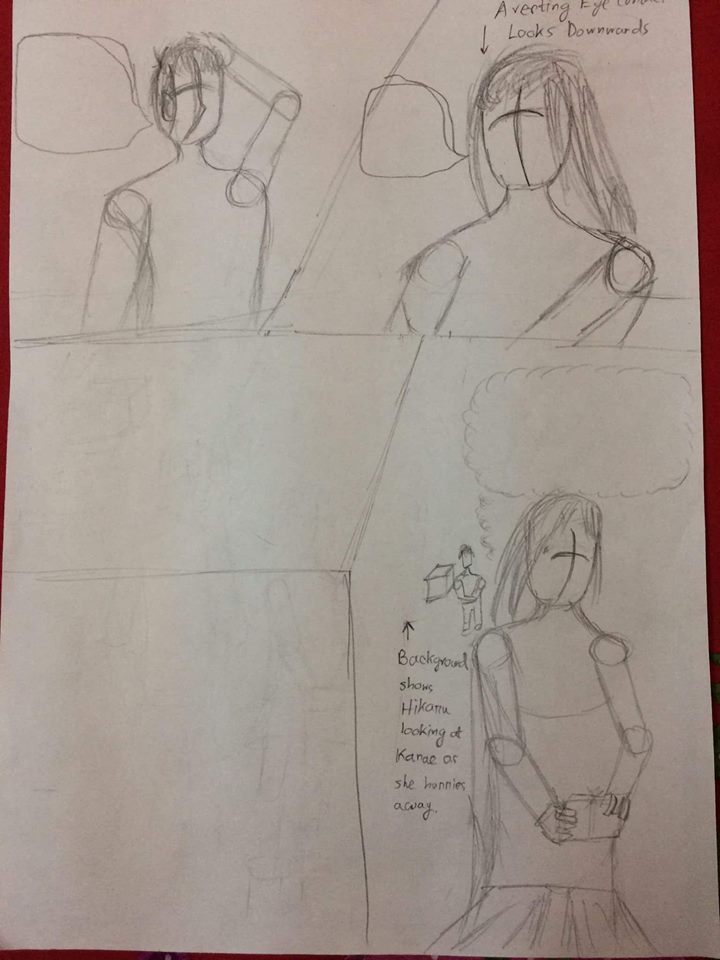 Averting Eye
Looks Downwards
Background
shows
Hikaru
looking at
Kanae as
she hurries
away.